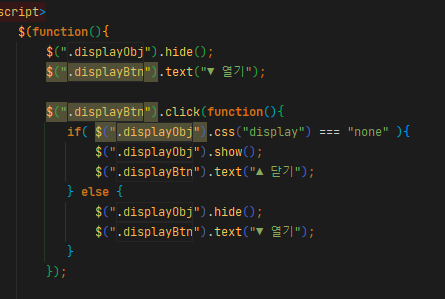 script>
$(function(){
$(".displayObj").hide();
$(".displayBtn").text("▼ 열기");
$(".displayBtn").click(function(){
if( $(".displayObj").css("display") === "none" ){
$(".displayObj").show();
$(".displayBtn").text("▲ 닫기");
} else {
$(".displayObj").hide();
$(".displayBtn").text("▼ 열기");
}
});